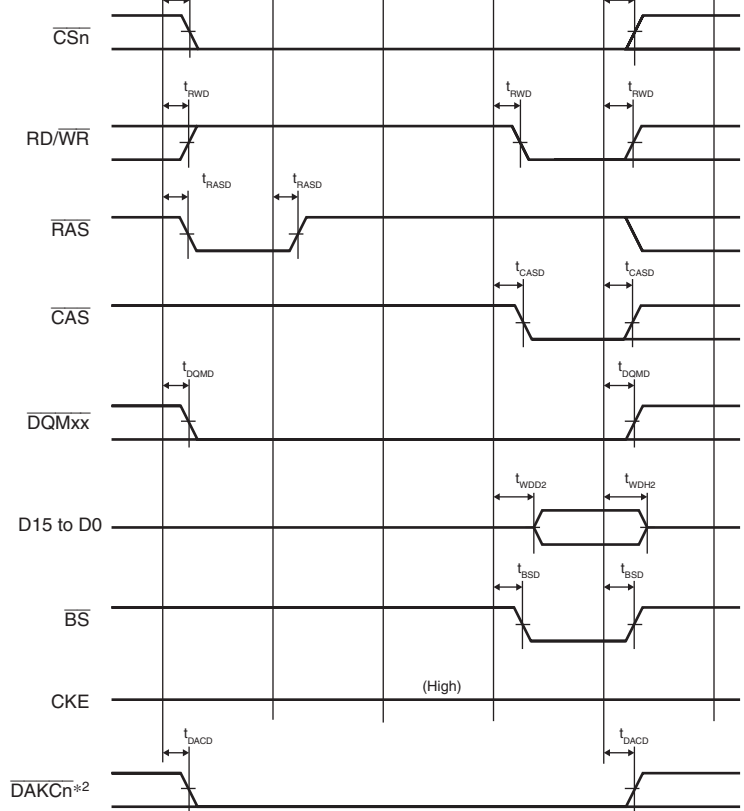 CSn
tRWD tRWD tRWD
RD/WR
tRASD tRASD
RAS
tCASD tCASD
CAS
tDQMD tDQMD
DQMxx
tWDD2 tWDH2
D15 to D0
tBSD tBSD
BS
(High)
CKE
tDACD tDACD
DAKCn*2